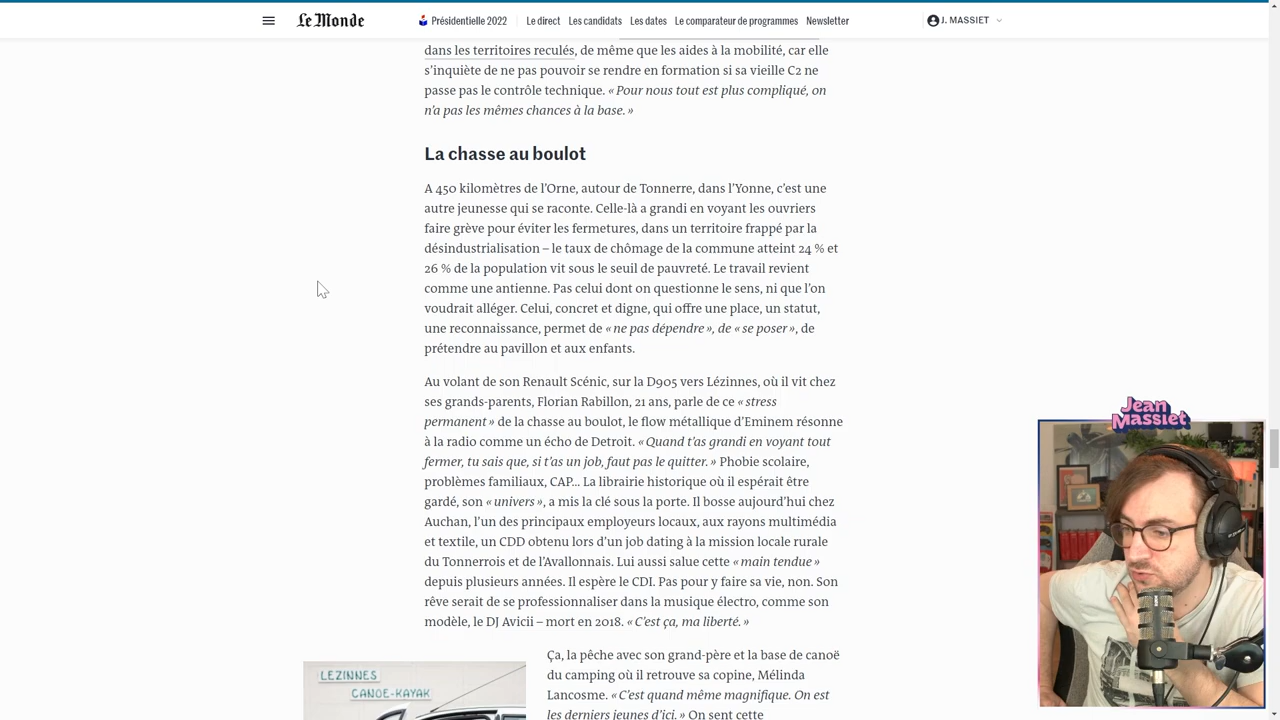 Le Monde
Présidentielle 2022
Le direct
Les candidats
Les dates
Le comparateur de programmes
Newsletter
J. MASSIET
dans les territoires reculés, de même que les aides à la mobilité, car elle
s’inquiète de ne pas pouvoir se rendre en formation si sa vieille C2 ne
passe pas le contrôle technique. « Pour nous tout est plus compliqué, on
n’a pas les mêmes chances à la base. »
La chasse au boulot
A 450 kilomètres de l’Orne, autour de Tonnerre, dans l’Yonne, c’est une
autre jeunesse qui se raconte. Celle-là a grandi en voyant les ouvriers
faire grève pour éviter les fermetures, dans un territoire frappé par la
désindustrialisation – le taux de chômage de la commune atteint 24 % et
26 % de la population vit sous le seuil de pauvreté. Le travail revient
comme une antienne. Pas celui dont on questionne le sens, ni que l’on
voudrait alléger. Celui, concret et digne, qui offre une place, un statut,
une reconnaissance, permet de « ne pas dépendre », de « se poser », de
prétendre au pavillon et aux enfants.
Au volant de son Renault Scénic, sur la D905 vers Lézinnes, où il vit chez
ses grands-parents, Florian Rabillon, 21 ans, parle de ce « stress
permanent » de la chasse au boulot, le flow métallique d’Eminem résonne
à la radio comme un écho de Detroit. « Quand t’as grandi en voyant tout
fermer, tu sais que, si t’as un job, faut pas le quitter. » Phobie scolaire,
problèmes familiaux, CAP… La librairie historique où il espérait être
gardé, son « univers », a mis la clé sous la porte. Il bosse aujourd’hui chez
Auchan, l’un des principaux employeurs locaux, aux rayons multimédia
et textile, un CDD obtenu lors d’un job dating à la mission locale rurale
du Tonnerrois et de l’Avallonnais. Lui aussi salue cette « main tendue »
depuis plusieurs années. Il espère le CDI. Pas pour y faire sa vie, non. Son
rêve serait de se professionnaliser dans la musique électro, comme son
modèle, le DJ Avicii – mort en 2018. « C’est ça, ma liberté. »
Ça, la pêche avec son grand-père et la base de canoë
du camping où il retrouve sa copine, Mélinda
Lancosme. « C’est quand même magnifique. On est
les derniers jeunes d’ici. » On sent cette
LEZINNES
CANOE-KAYAK
Jean
Massiet